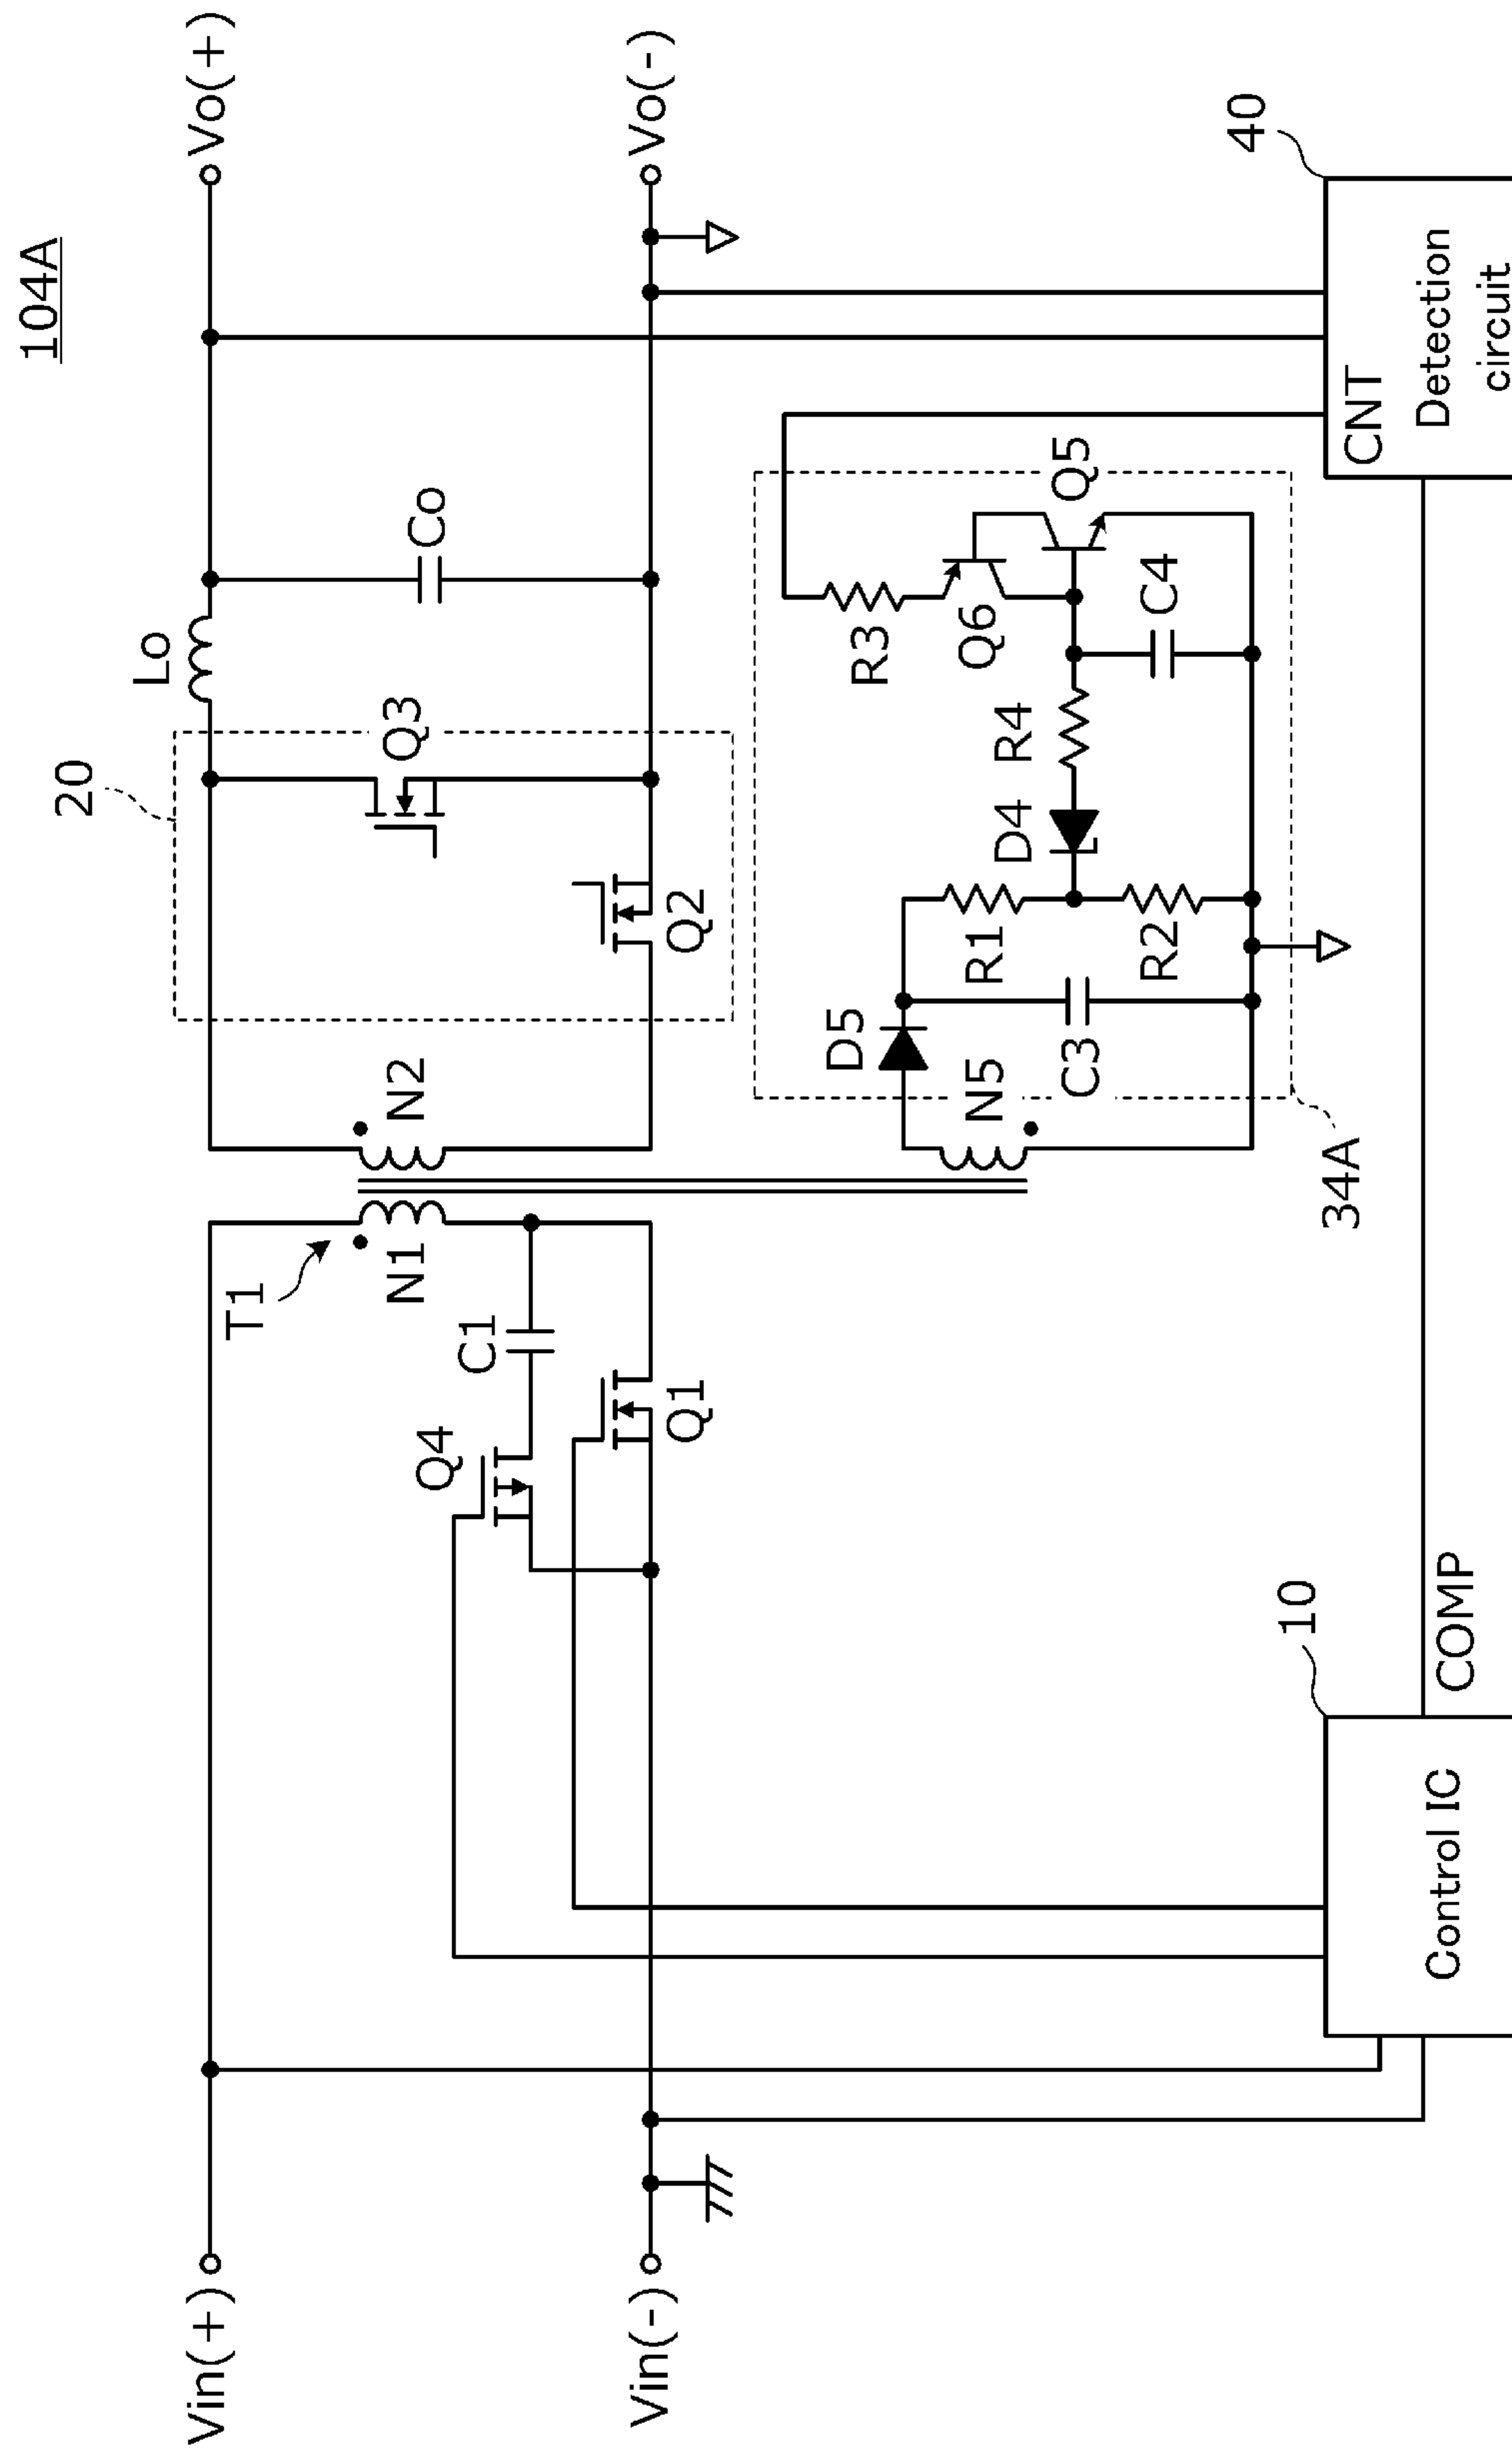 104A
Vin(+)
Vin(-)
Vo(+)
Vo(-)
T1
N1
N2
20
Lo
Q3
Co
Q2
C1
Q4
Q1
D5
N5
C3
R1
R2
D4
R4
R3
Q6
Q5
C4
34A
10
Control IC
COMP
40
CNT
Detection
circuit